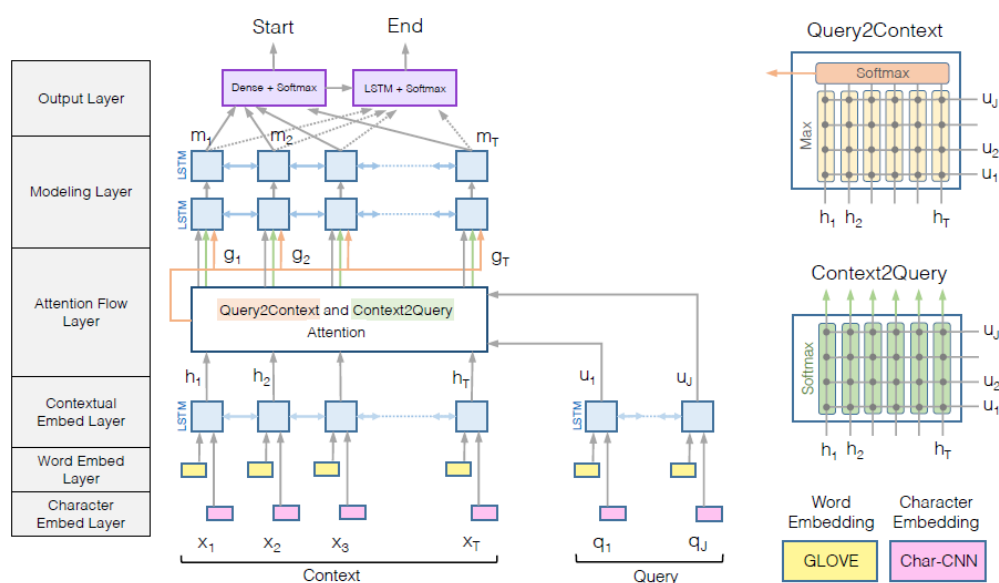 Start
End
Output Layer
Dense + Softmax
LSTM + Softmax
m1
m2
mT
Modeling Layer
LSTM
LSTM
g1
g2
gT
Attention Flow
Layer
Query2Context and Context2Query
Attention
h1
h2
hT
u1
uJ
Contextual
Embed Layer
LSTM
LSTM
Word Embed
Layer
Character
Embed Layer
x1
x2
x3
xT
q1
qJ
Context
Query
Query2Context
Softmax
Max
uJ
u2
u1
h1
h2
hT
Context2Query
Softmax
uJ
u2
u1
h1
h2
hT
Word
Embedding
GLOVE
Character
Embedding
Char-CNN